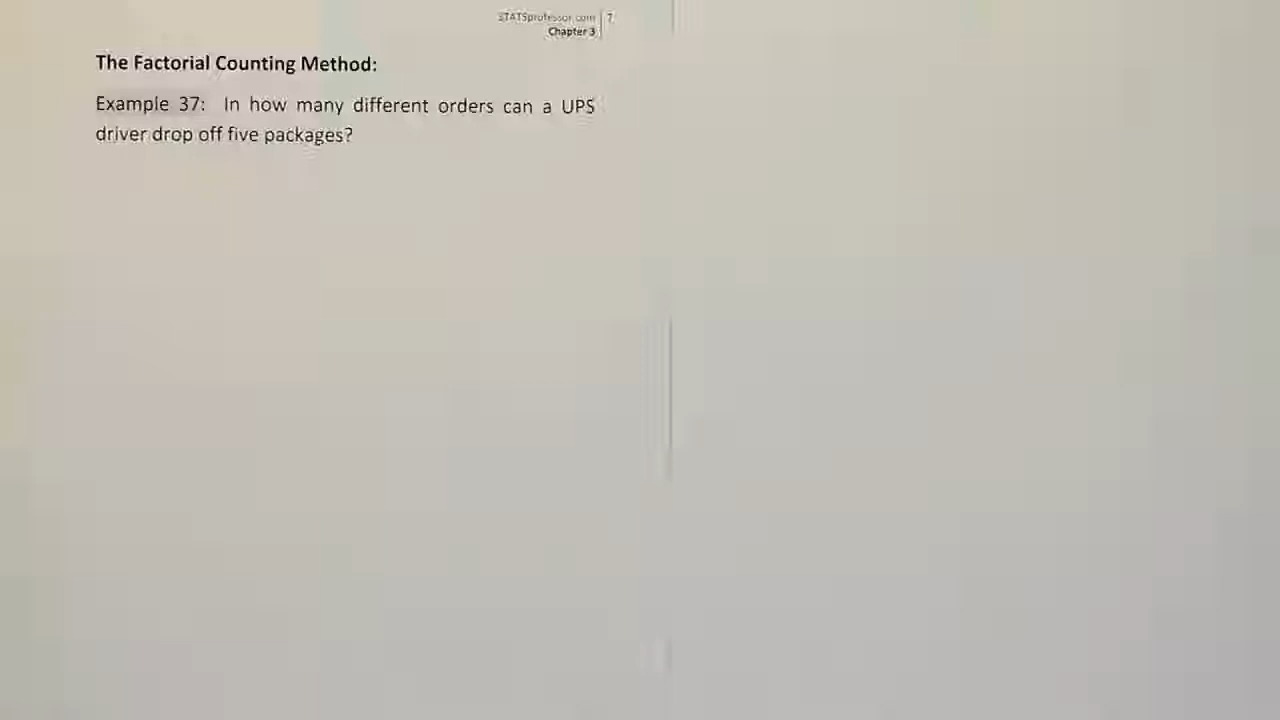 STATSprofessor.com 7
Chapter 3
The Factorial Counting Method:
Example 37: In how many different orders can a UPS
driver drop off five packages?